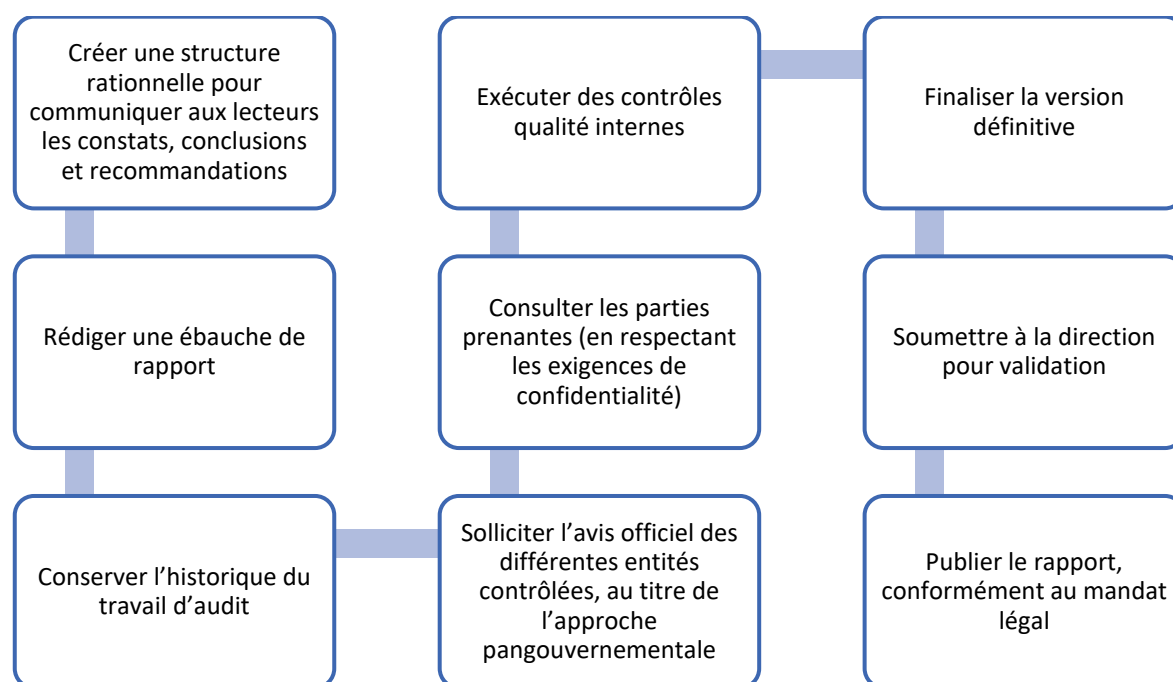 Créer une structure
rationnelle pour
communiquer aux lecteurs
les constats, conclusions
et recommandations
Rédiger une ébauche de
rapport
Conserver l’historique du
travail d’audit
Solliciter l’avis officiel des
différentes entités
contrôlées, au titre de
l’approche
pangouvernementale
Consulter les parties
prenantes (en respectant
les exigences de
confidentialité)
Exécuter des contrôles
qualité internes
Finaliser la version
définitive
Soumettre à la direction
pour validation
Publier le rapport,
conformément au mandat
légal